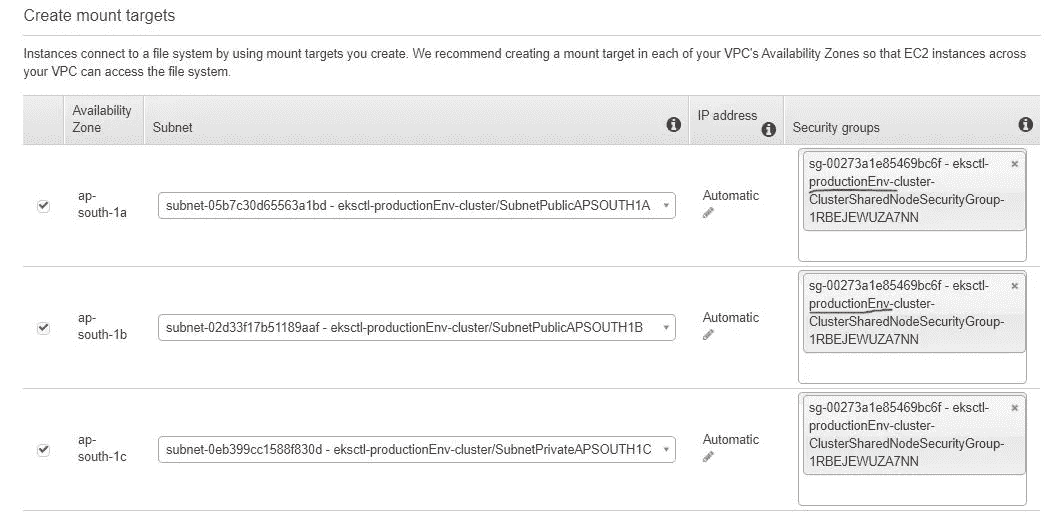 Create mount targets
Instances connect to a file system by using mount targets you create. We recommend creating a mount target in each of your VPC's Availability Zones so that EC2 instances across
your VPC can access the file system.
Availability
Zone
Subnet
IP address
Security groups
ap-
south-1a
subnet-05b7c30d65563a1bd - eksctl-productionEnv-cluster/SubnetPublicAPSOUTH1A
Automatic
sg-00273a1e85469bc6f - eksctl-
productionEnv-cluster-
ClusterSharedNodeSecurityGroup-
1RBEJEWUZA7NN
ap-
south-1b
subnet-02d33f17b51189aaf - eksctl-productionEnv-cluster/SubnetPublicAPSOUTH1B
Automatic
sg-00273a1e85469bc6f - eksctl-
productionEnv-cluster-
ClusterSharedNodeSecurityGroup-
1RBEJEWUZA7NN
ap-
south-1c
subnet-0eb399cc1588f830d - eksctl-productionEnv-cluster/SubnetPrivateAPSOUTH1C
Automatic
sg-00273a1e85469bc6f - eksctl-
productionEnv-cluster-
ClusterSharedNodeSecurityGroup-
1RBEJEWUZA7NN